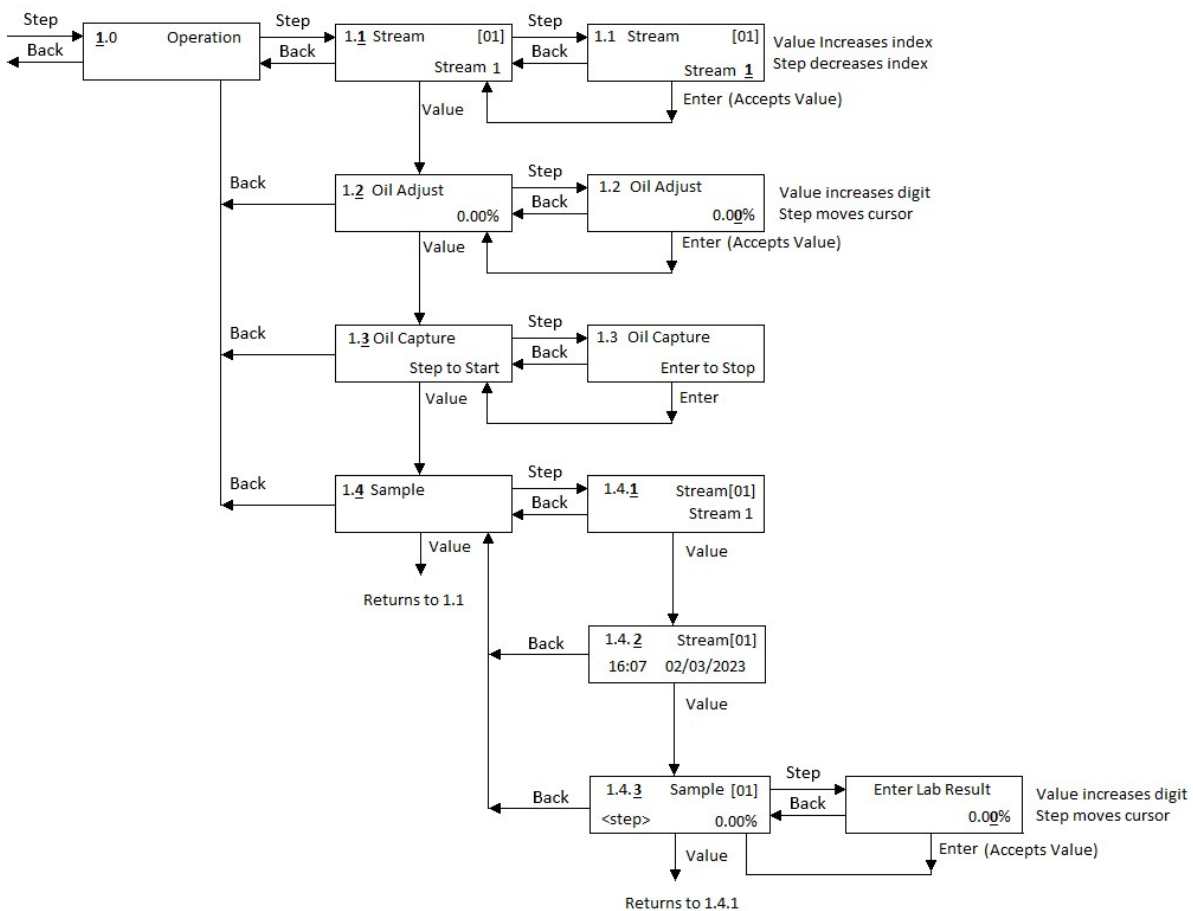 Step
Back
1.0 Operation
Step
Back
1.1 Stream [01]
Stream 1
Step
Back
1.1 Stream [01]
Stream 1
Value Increases index
Step decreases index
Value
Enter (Accepts Value)
Back
1.2 Oil Adjust
0.00%
Step
Back
1.2 Oil Adjust
0.00%
Value increases digit
Step moves cursor
Value
Enter (Accepts Value)
Back
1.3 Oil Capture
Step to Start
Step
Back
1.3 Oil Capture
Enter to Stop
Value
Enter
Back
1.4 Sample
Step
Back
1.4.1 Stream[01]
Stream 1
Value
Returns to 1.1
Value
Back
1.4.2 Stream[01]
16:07 02/03/2023
Value
Back
1.4.3 Sample [01]
<step> 0.00%
Step
Back
Enter Lab Result
0.00%
Value increases digit
Step moves cursor
Value
Enter (Accepts Value)
Returns to 1.4.1